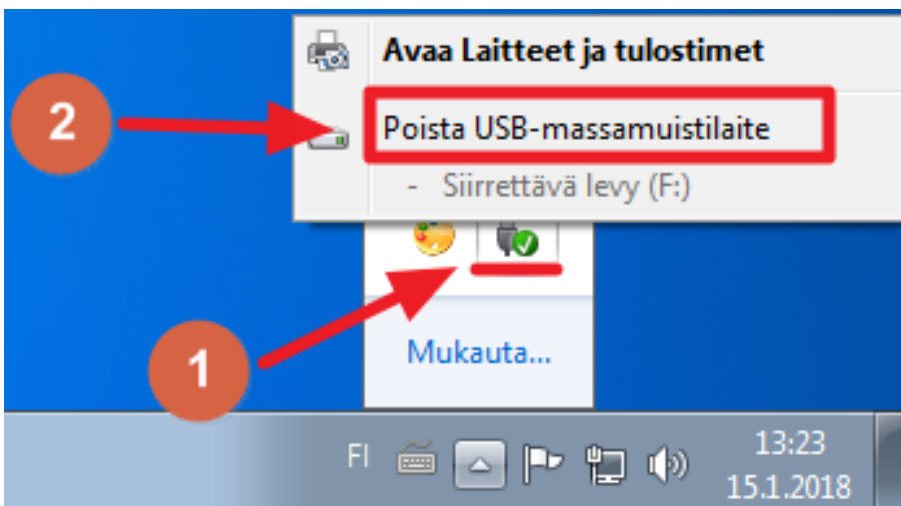 Avaa Laitteet ja tulostimet
2
Poista USB-massamuistilaite
- Siirrettävä levy (F:)
1
Mukauta...
FI
13:23
15.1.2018